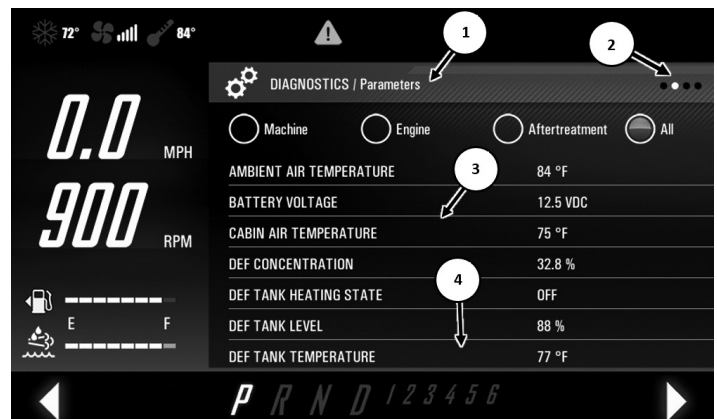 72° 84°
1
2
DIAGNOSTICS / Parameters
Machine Engine Aftertreatment All
0.0 MPH
AMBIENT AIR TEMPERATURE 84 °F
3
BATTERY VOLTAGE 12.5 VDC
900 RPM
CABIN AIR TEMPERATURE 75 °F
DEF CONCENTRATION 32.8 %
4
DEF TANK HEATING STATE OFF
E F
DEF TANK LEVEL 88 %
DEF TANK TEMPERATURE 77 °F
P R N D 1 2 3 4 5 6